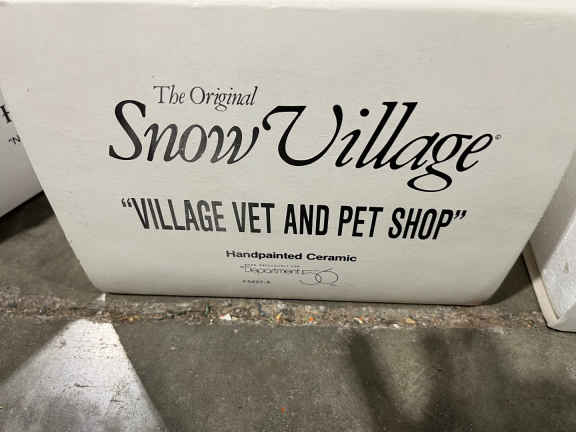 The Original
Snow Village
"VILLAGE VET AND PET SHOP"
Handpainted Ceramic
Department 56